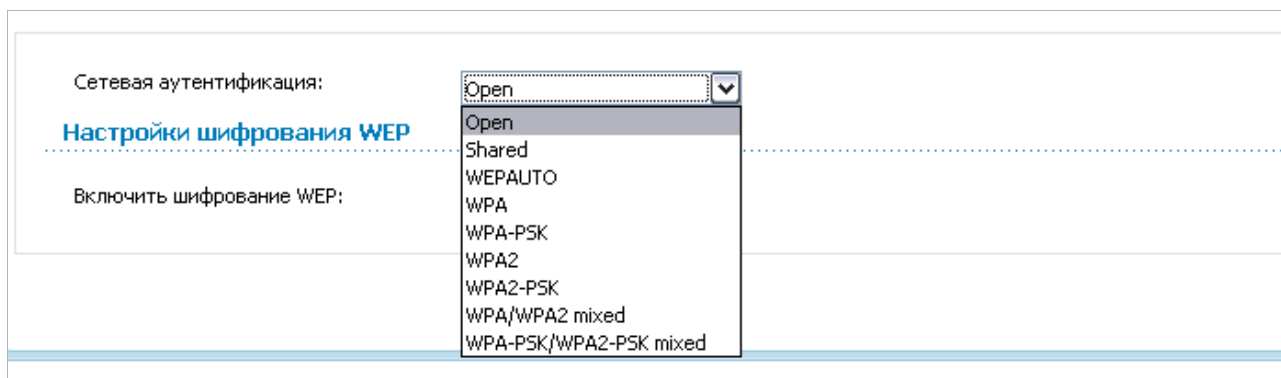 Сетевая аутентификация:
Open
Настройки шифрования WEP
Open
Shared
WEPAUTO
Включить шифрование WEP:
WPA
WPA-PSK
WPA2
WPA2-PSK
WPA/WPA2 mixed
WPA-PSK/WPA2-PSK mixed